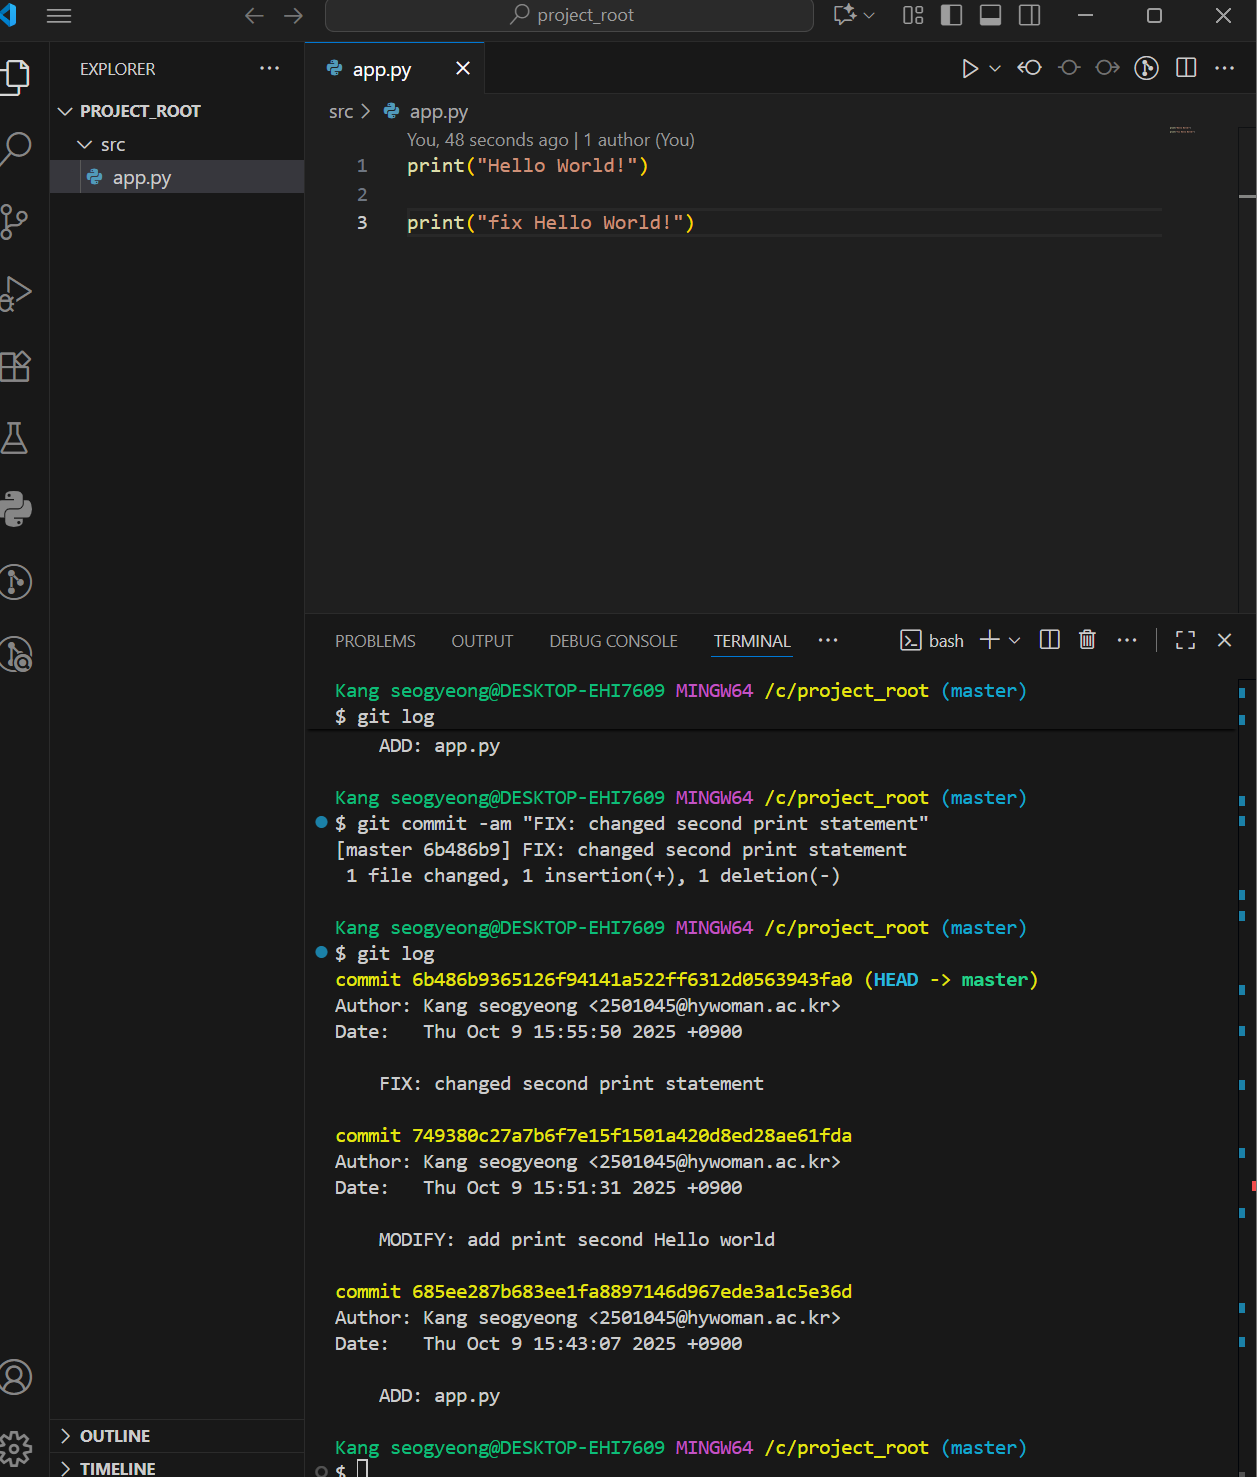 project_root
EXPLORER
PROJECT_ROOT
src
app.py
app.py
src > app.py
You, 48 seconds ago | 1 author (You)
1 print("Hello World!")
2
3 print("fix Hello World!")
PROBLEMS OUTPUT DEBUG CONSOLE TERMINAL bash
Kang seogyeong@DESKTOP-EHI7609 MINGW64 /c/project_root (master)
$ git log
ADD: app.py
Kang seogyeong@DESKTOP-EHI7609 MINGW64 /c/project_root (master)
$ git commit -am "FIX: changed second print statement"
[master 6b486b9] FIX: changed second print statement
1 file changed, 1 insertion(+), 1 deletion(-)
Kang seogyeong@DESKTOP-EHI7609 MINGW64 /c/project_root (master)
$ git log
commit 6b486b9365126f94141a522ff6312d0563943fa0 (HEAD -> master)
Author: Kang seogyeong <2501045@hywoman.ac.kr>
Date:   Thu Oct 9 15:55:50 2025 +0900
FIX: changed second print statement
commit 749380c27a7b6f7e15f1501a420d8ed28ae61fda
Author: Kang seogyeong <2501045@hywoman.ac.kr>
Date:   Thu Oct 9 15:51:31 2025 +0900
MODIFY: add print second Hello world
commit 685ee287b683ee1fa8897146d967ede3a1c5e36d
Author: Kang seogyeong <2501045@hywoman.ac.kr>
Date:   Thu Oct 9 15:43:07 2025 +0900
ADD: app.py
Kang seogyeong@DESKTOP-EHI7609 MINGW64 /c/project_root (master)
$
OUTLINE
TIMELINE